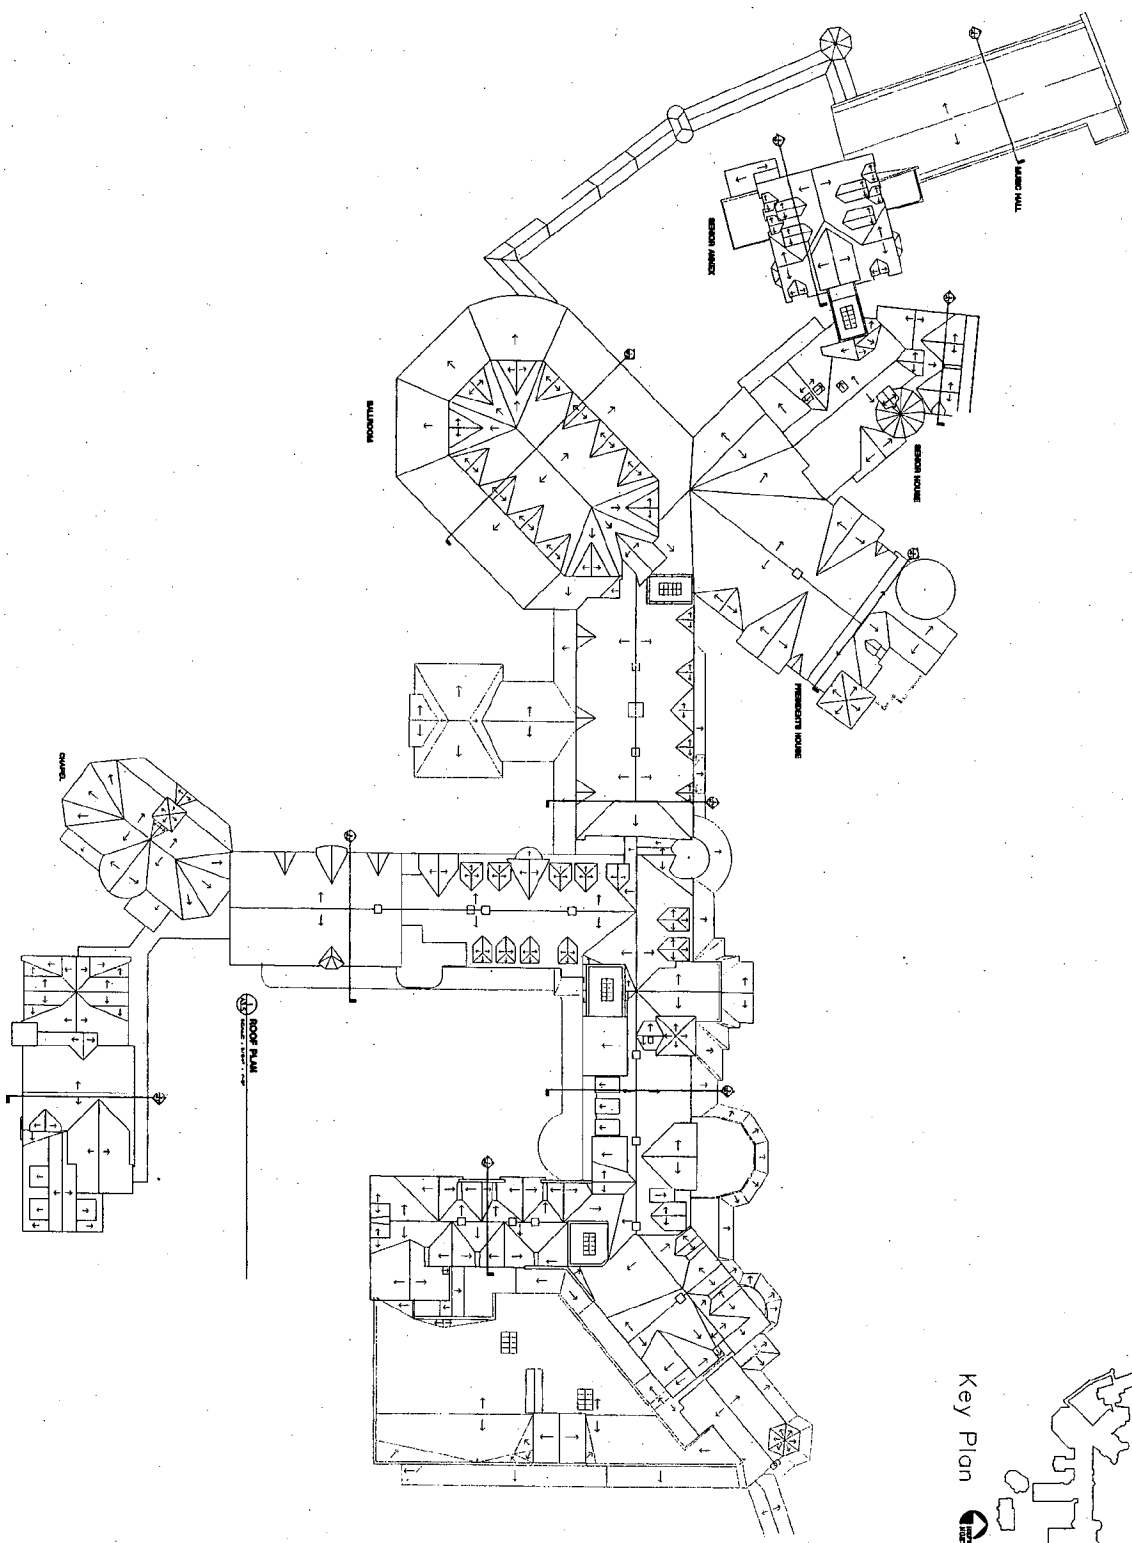 MUSIC HALL
SENIOR ANNEX
SENIOR HOUSE
BALLROOM
PRESIDENT'S HOUSE
CHAPEL
ROOF PLAN
Key Plan